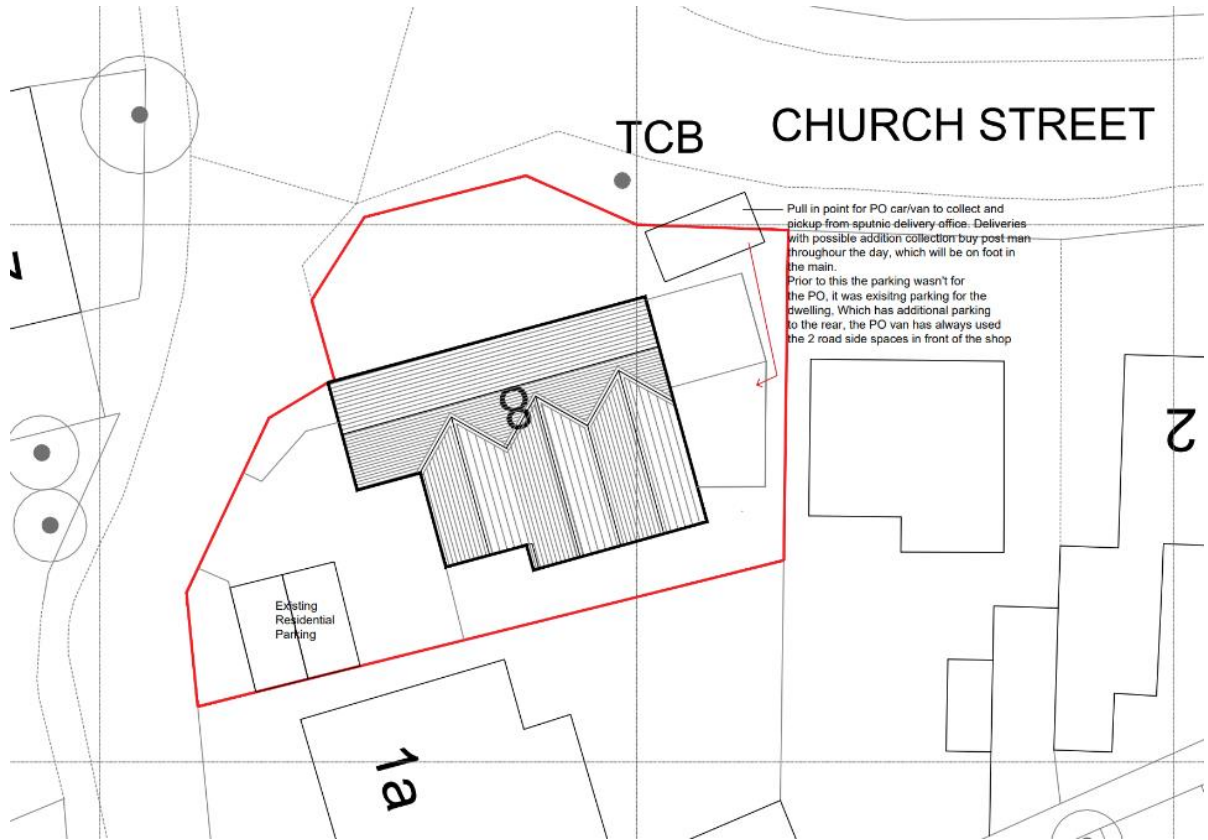 TCB
CHURCH STREET
Pull in point for PO car/van to collect and
pickup from sputnic delivery office. Deliveries
with possible addition collection buy post man
throughour the day, which will be on foot in
the main.
Prior to this the parking wasn't for
the PO, it was exisitng parking for the
dwelling, Which has additional parking
to the rear, the PO van has always used
the 2 road side spaces in front of the shop
8
2
Existing
Residential
Parking
1a